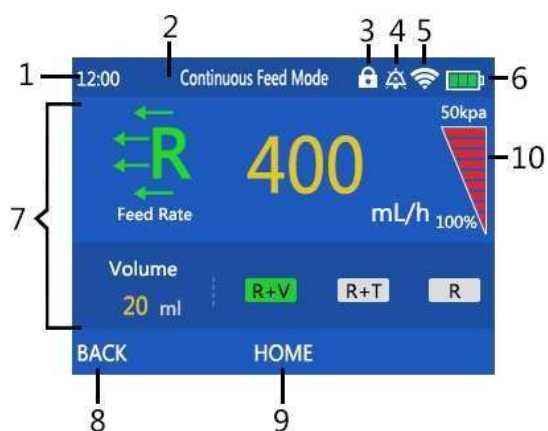 2
3
4
5
1
12:00
Continuous Feed Mode
6
50kpa
R
400
10
7
Feed Rate
mL/h
100%
Volume
20 ml
R+V
R+T
R
BACK
HOME
8
9